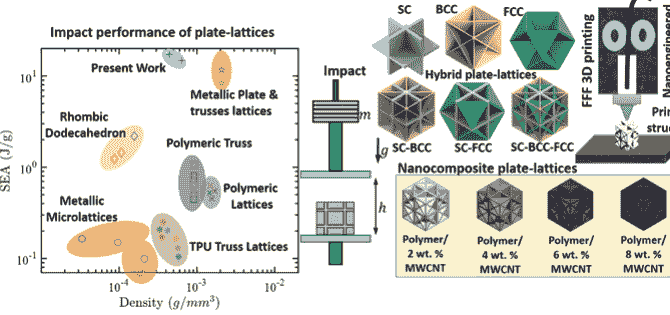 Impact performance of plate-lattices
SEA (J/g)
10¹
10⁰
10⁻¹
10⁻⁴
10⁻³
10⁻²
Density (g/mm³)
Present Work
Metallic Plate &
trusses lattices
Rhombic
Dodecahedron
Polymeric Truss
Polymeric
Lattices
Metallic
Microlattices
TPU Truss Lattices
Impact
m
g
h
SC
BCC
FCC
Hybrid plate-lattices
SC-BCC
SC-FCC
SC-BCC-FCC
FFF 3D printing
Nanoengineered
Prin
stru
Nanocomposite plate-lattices
Polymer/
2 wt. %
MWCNT
Polymer/
4 wt. %
MWCNT
Polymer/
6 wt. %
MWCNT
Polymer/
8 wt. %
MWCNT